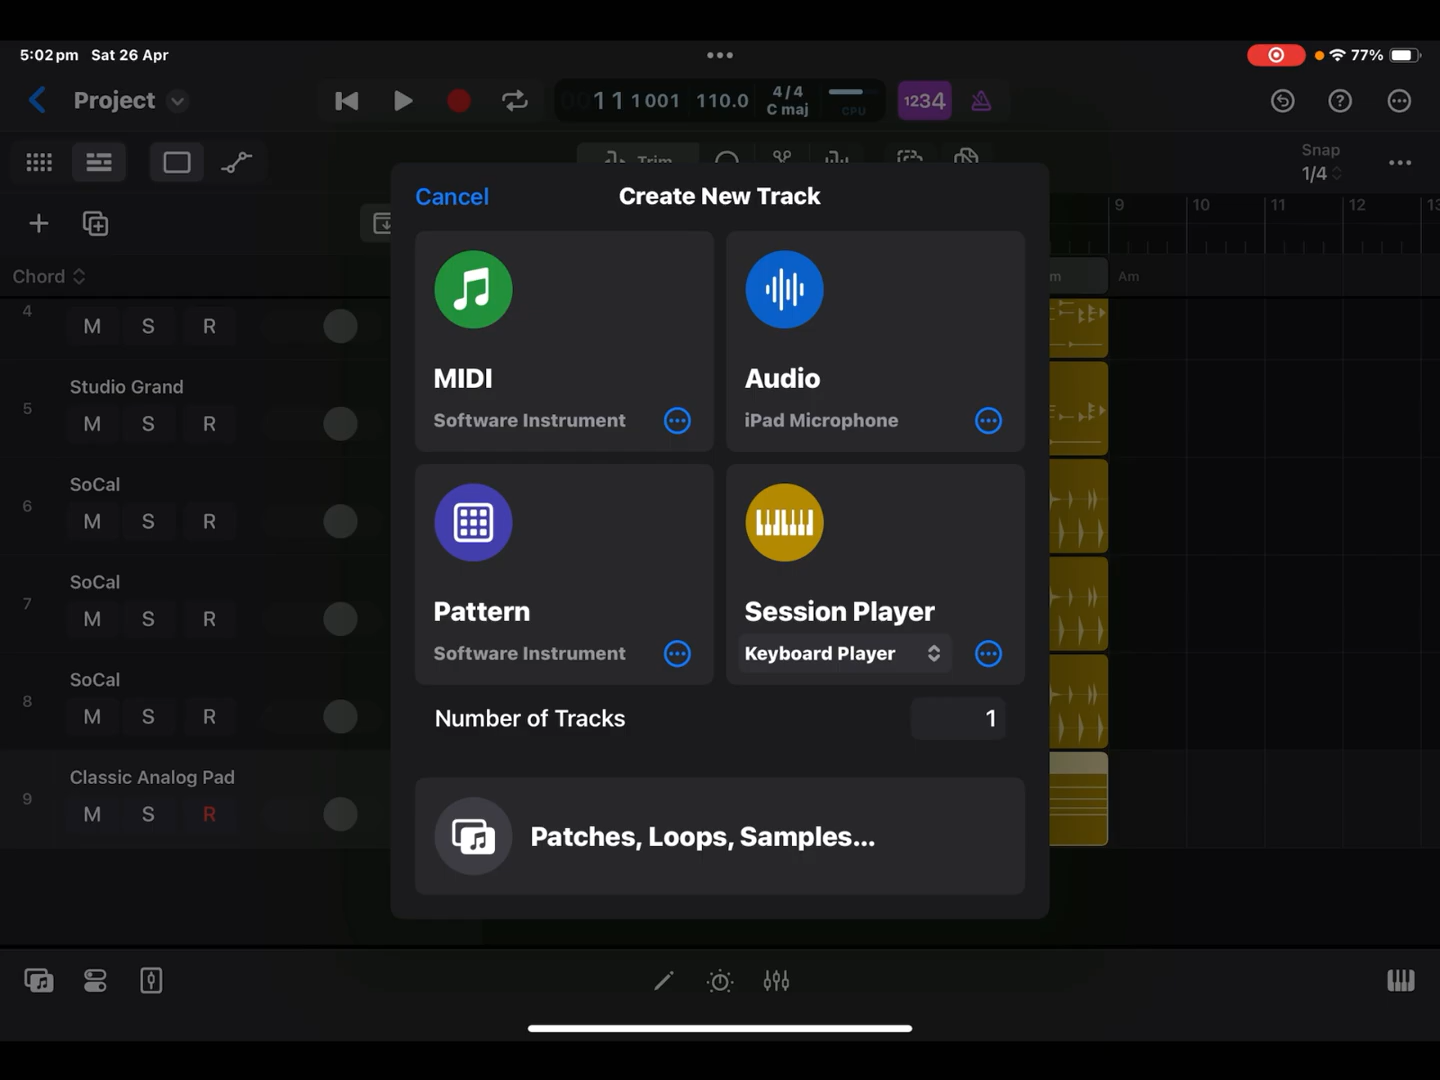 5:02 pm Sat 26 Apr
77%
Project
0011 1 001
110.0
4/4
C maj
CPU
1234
Trim
Snap
1/4
Cancel
Create New Track
9
10
11
12
13
Chord
m
Am
MIDI
Software Instrument
Audio
iPad Microphone
Pattern
Software Instrument
Session Player
Keyboard Player
Number of Tracks
1
Patches, Loops, Samples...
4
M S R
Studio Grand
5
M S R
SoCal
6
M S R
SoCal
7
M S R
SoCal
8
M S R
Classic Analog Pad
9
M S R